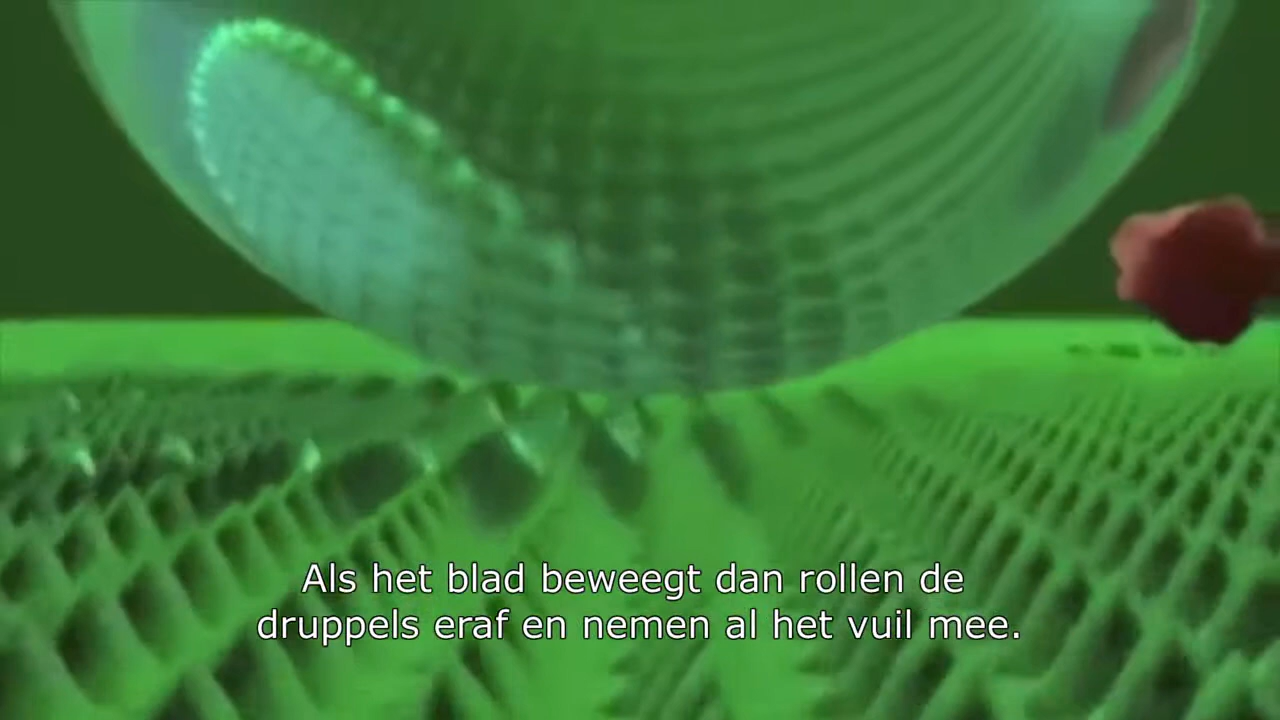 Als het blad beweegt dan rollen de
druppels eraf en nemen al het vuil mee.